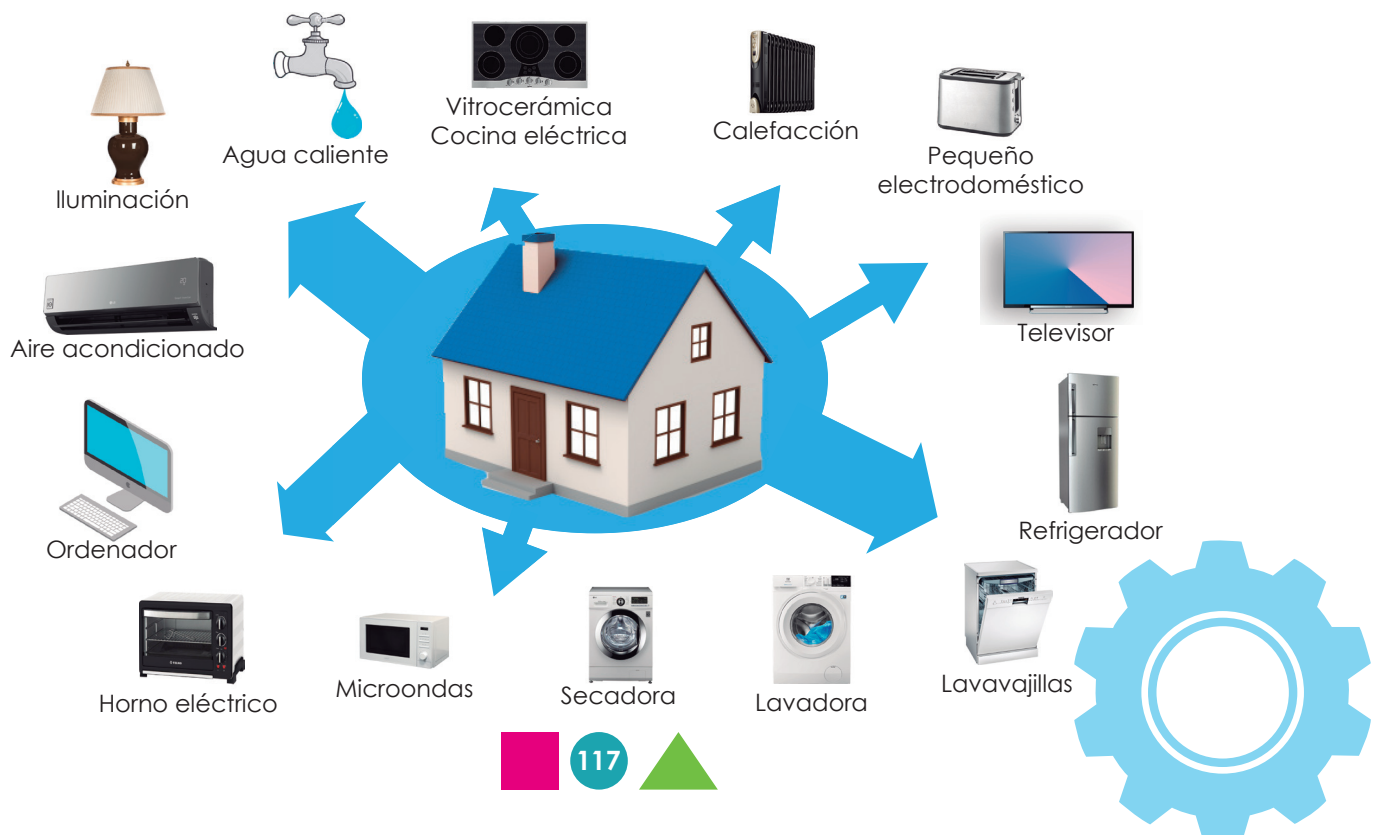 Iluminación
Agua caliente
Vitrocerámica
Cocina eléctrica
Calefacción
Pequeño
electrodoméstico
Aire acondicionado
Televisor
Ordenador
Refrigerador
Horno eléctrico
Microondas
Secadora
Lavadora
Lavavajillas
117